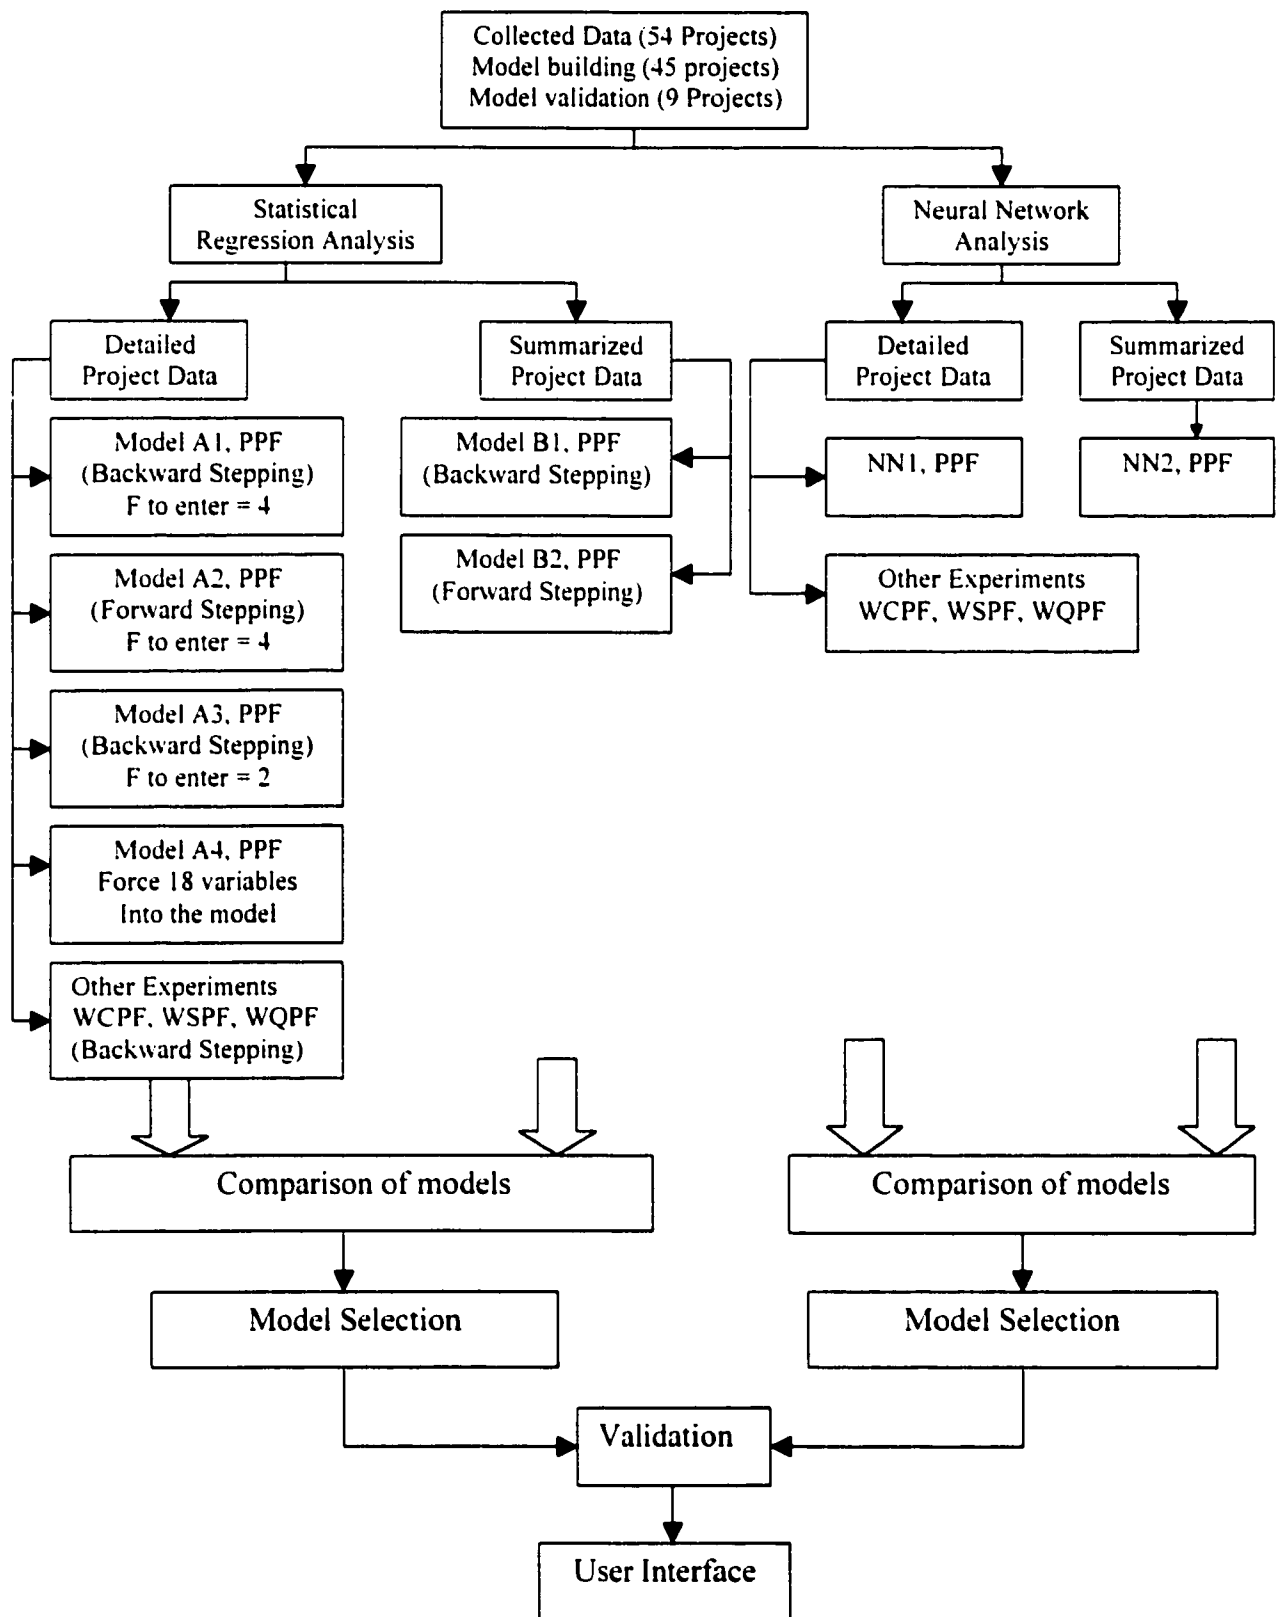 Collected Data (54 Projects)
Model building (45 projects)
Model validation (9 Projects)
Statistical
Regression Analysis
Neural Network
Analysis
Detailed
Project Data
Summarized
Project Data
Detailed
Project Data
Summarized
Project Data
Model A1, PPF
(Backward Stepping)
F to enter = 4
Model A2, PPF
(Forward Stepping)
F to enter = 4
Model A3, PPF
(Backward Stepping)
F to enter = 2
Model A4, PPF
Force 18 variables
Into the model
Other Experiments
WCPF, WSPF, WQPF
(Backward Stepping)
Model B1, PPF
(Backward Stepping)
Model B2, PPF
(Forward Stepping)
NN1, PPF
Other Experiments
WCPF, WSPF, WQPF
NN2, PPF
Comparison of models
Comparison of models
Model Selection
Model Selection
Validation
User Interface